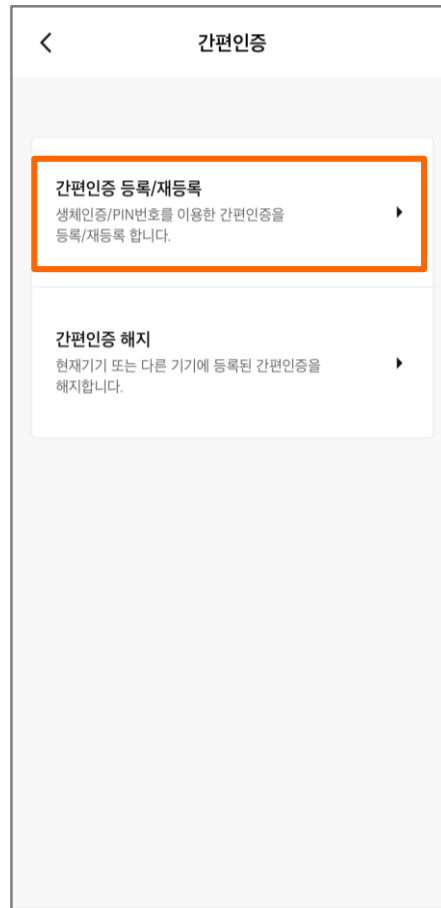 간편인증
간편인증 등록/재등록
생체인증/PIN번호를 이용한 간편인증을
등록/재등록 합니다.
간편인증 해지
현재기기 또는 다른 기기에 등록된 간편인증을
해지합니다.